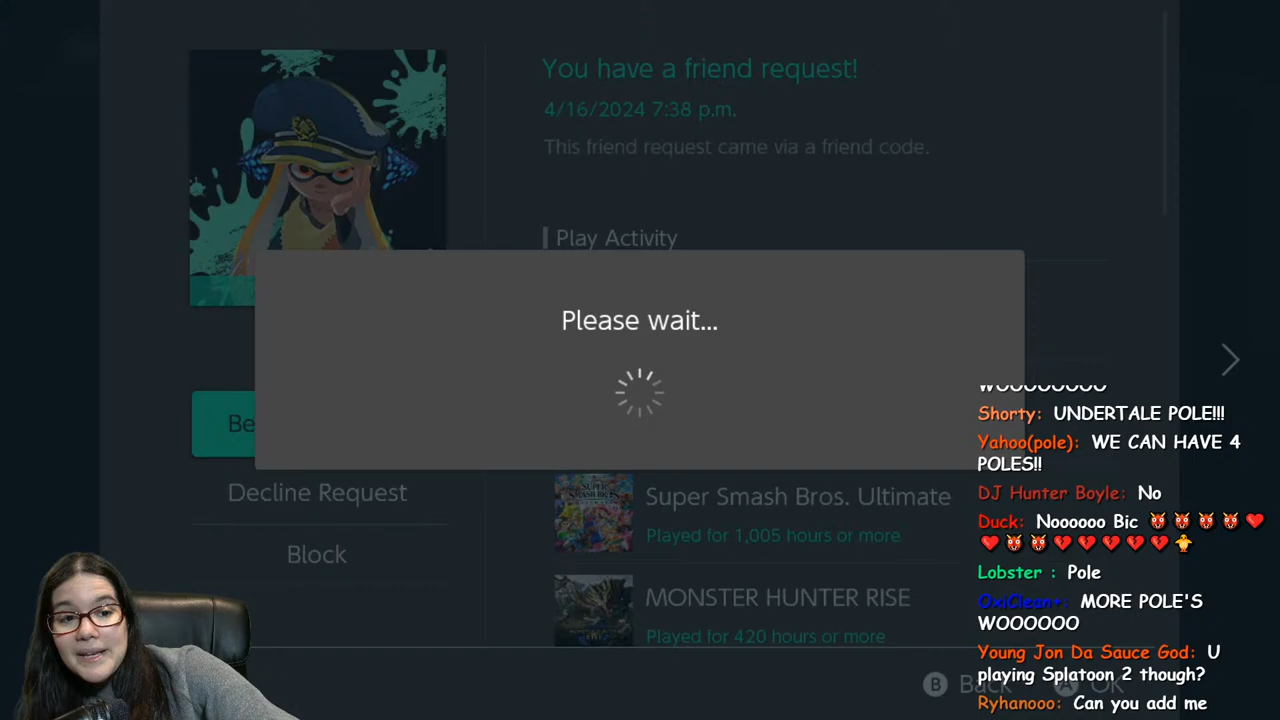 You have a friend request!
4/16/2024 7:38 p.m.
This friend request came via a friend code.
Play Activity
Please wait...
Be
Decline Request
Block
Super Smash Bros. Ultimate
Played for 1,005 hours or more
MONSTER HUNTER RISE
Played for 420 hours or more
B Back
A OK
WOOOOOOOO
Shorty: UNDERTALE POLE!!!
Yahoo(pole): WE CAN HAVE 4
POLES!!
DJ Hunter Boyle: No
Duck: Noooooo Bic 👹 👹 👹 👹 ❤️
❤️ 👹 👹 💔 💔 💔 💔 💔 🐥
Lobster : Pole
OxiClean+: MORE POLE'S
WOOOOOO
Young Jon Da Sauce God: U
playing Splatoon 2 though?
Ryhanooo: Can you add me